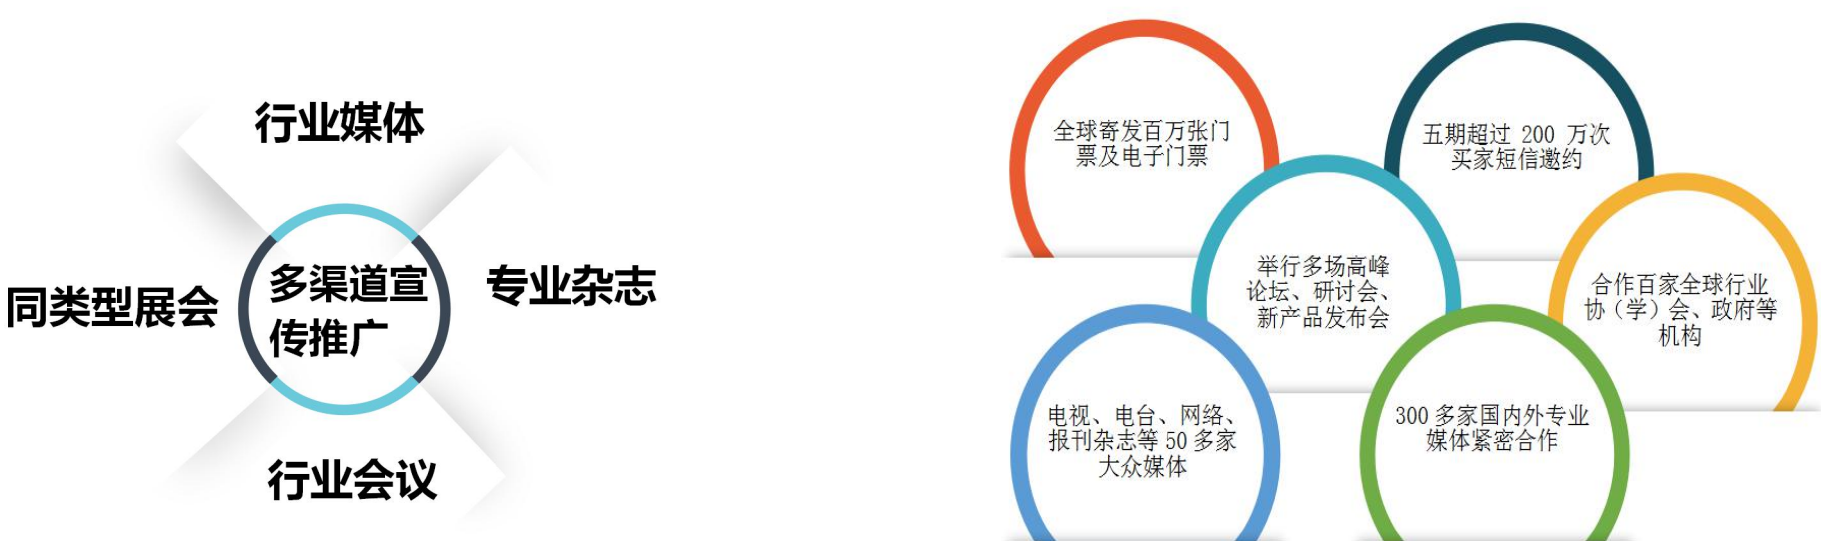 行业媒体
同类型展会
多渠道宣
传推广
专业杂志
行业会议
全球寄发百万张门
票及电子门票
五期超过 200 万次
买家短信邀约
举行多场高峰
论坛、研讨会、
新产品发布会
合作百家全球行业
协（学）会、政府等
机构
电视、电台、网络、
报刊杂志等 50 多家
大众媒体
300 多家国内外专业
媒体紧密合作